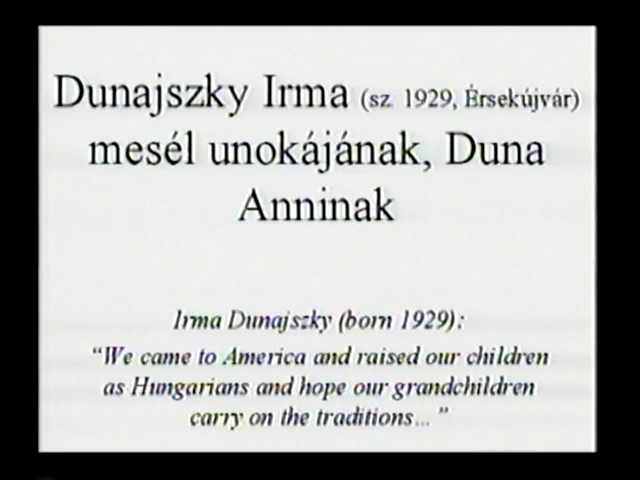 Dunajszky Irma (sz. 1929, Érsekújvár)
mesél unokájának, Duna
Anninak
Irma Dunajszky (born 1929):
“We came to America and raised our children
as Hungarians and hope our grandchildren
carry on the traditions...”